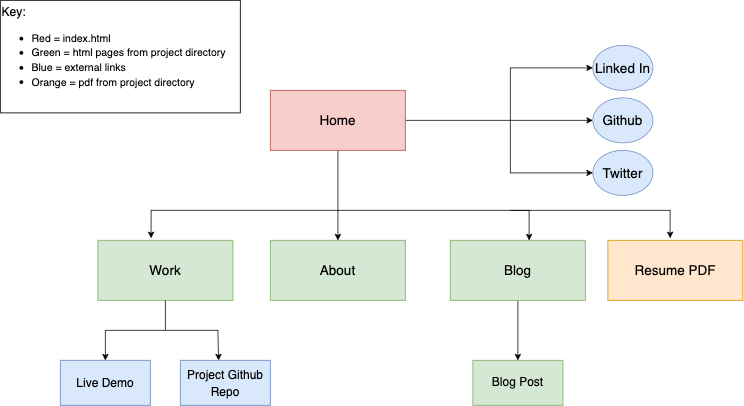 Key:
Red = index.html
Green = html pages from project directory
Blue = external links
Orange = pdf from project directory
Linked In
Home
Github
Twitter
Work
About
Blog
Resume PDF
Live Demo
Project Github
Repo
Blog Post